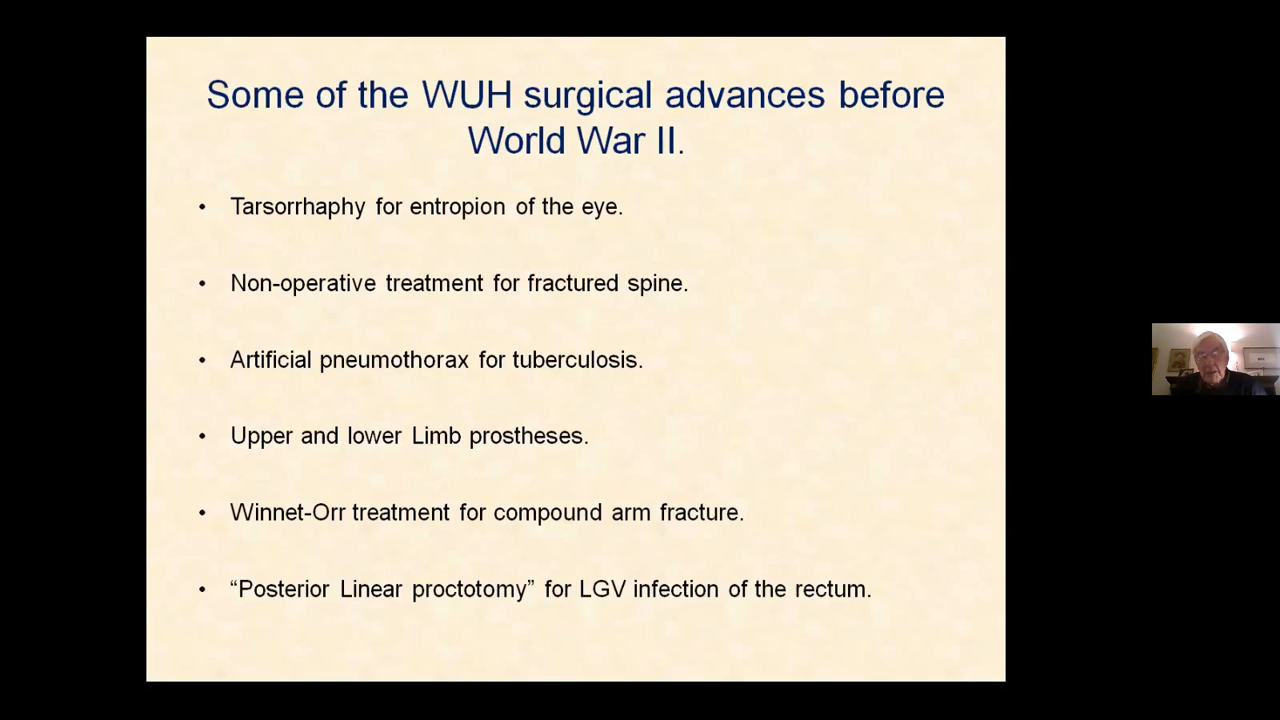 Some of the WUH surgical advances before
World War II.
• Tarsorrhaphy for entropion of the eye.
• Non-operative treatment for fractured spine.
• Artificial pneumothorax for tuberculosis.
• Upper and lower Limb prostheses.
• Winnet-Orr treatment for compound arm fracture.
• “Posterior Linear proctotomy” for LGV infection of the rectum.